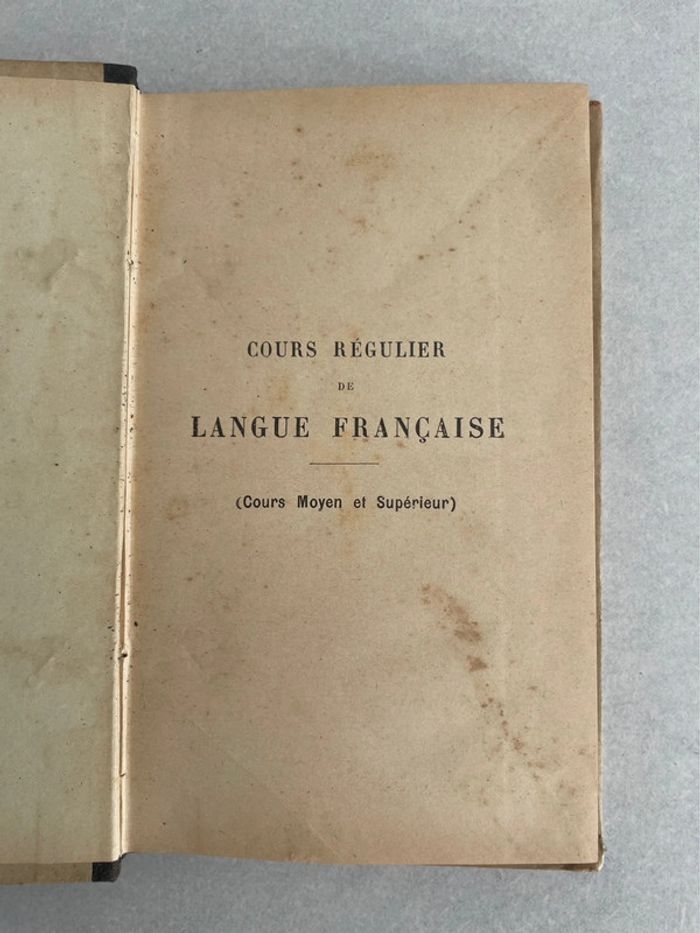 COURS RÉGULIER
DE
LANGUE FRANÇAISE
(Cours Moyen et Supérieur)